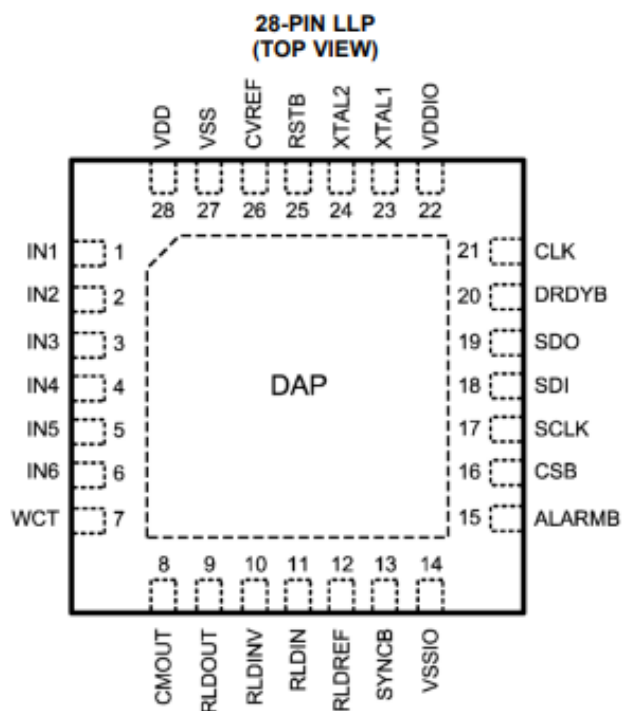 28-PIN LLP
(TOP VIEW)
VDD
VSS
CVREF
RSTB
XTAL2
XTAL1
VDDIO
28 27 26 25 24 23 22
IN1 1
IN2 2
IN3 3
IN4 4
IN5 5
IN6 6
WCT 7
DAP
21 CLK
20 DRDYB
19 SDO
18 SDI
17 SCLK
16 CSB
15 ALARMB
8 9 10 11 12 13 14
CMOUT
RLDOUT
RLDINV
RLDIN
RLDREF
SYNCB
VSSIO